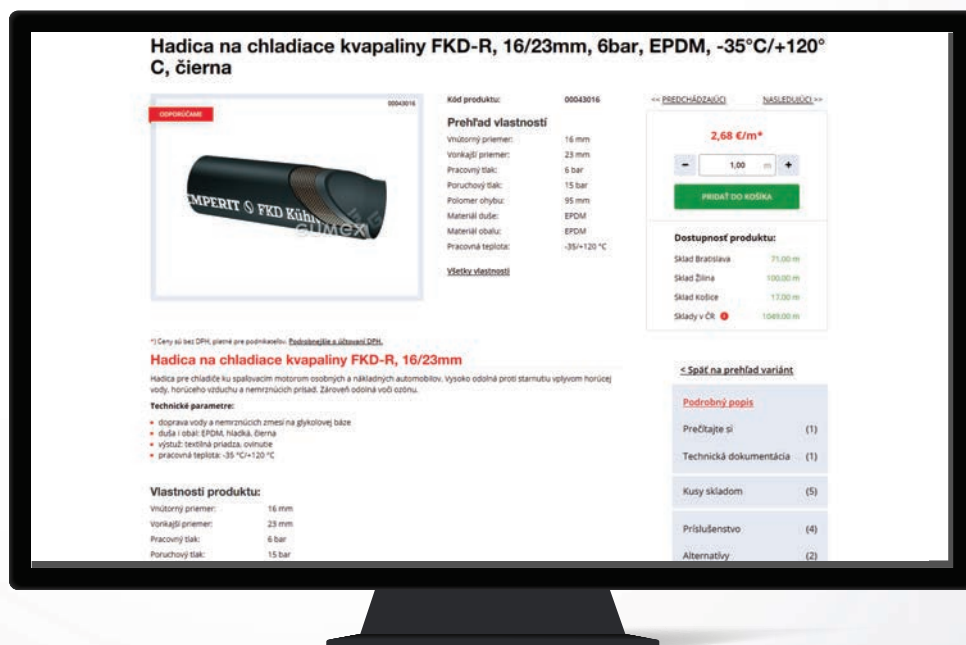 Hadica na chladiace kvapaliny FKD-R, 16/23mm, 6bar, EPDM, -35°C/+120°
C, čierna
ODPORÚČAME
00043016
EMPERIT FKD Kühl
GUMEX
Kód produktu: 00043016
Prehľad vlastností
Vnútorný priemer: 16 mm
Vonkajší priemer: 23 mm
Pracovný tlak: 6 bar
Poruchový tlak: 15 bar
Polomer ohybu: 95 mm
Materiál duše: EPDM
Materiál obalu: EPDM
Pracovná teplota: -35/+120 °C
Všetky vlastnosti
<< PREDCHÁDZAJÚCI NASLEDUJÚCI >>
2,68 €/m*
- 1,00 m +
PRIDAŤ DO KOŠÍKA
Dostupnosť produktu:
Sklad Bratislava 71,00 m
Sklad Žilina 100,00 m
Sklad Košice 17,00 m
Sklady v ČR 1049,00 m
*) Ceny sú bez DPH, platné pre podnikateľov. Podrobnejšie o účtovaní DPH.
Hadica na chladiace kvapaliny FKD-R, 16/23mm
Hadica pre chladiče ku spaľovacím motorom osobných a nákladných automobilov. Vysoko odolná proti starnutiu vplyvom horúcej
vody, horúceho vzduchu a nemrznúcich prísad. Zároveň odolná voči ozónu.
Technické parametre:
• doprava vody a nemrznúcich zmesí na glykolovej báze
• duša i obal: EPDM, hladká, čierna
• výstuž: textilná priadza, ovinutie
• pracovná teplota: -35 °C/+120 °C
Vlastnosti produktu:
Vnútorný priemer: 16 mm
Vonkajší priemer: 23 mm
Pracovný tlak: 6 bar
Poruchový tlak: 15 bar
< Späť na prehľad variánt
Podrobný popis
Prečítajte si (1)
Technická dokumentácia (1)
Kusy skladom (5)
Príslušenstvo (4)
Alternatívy (2)